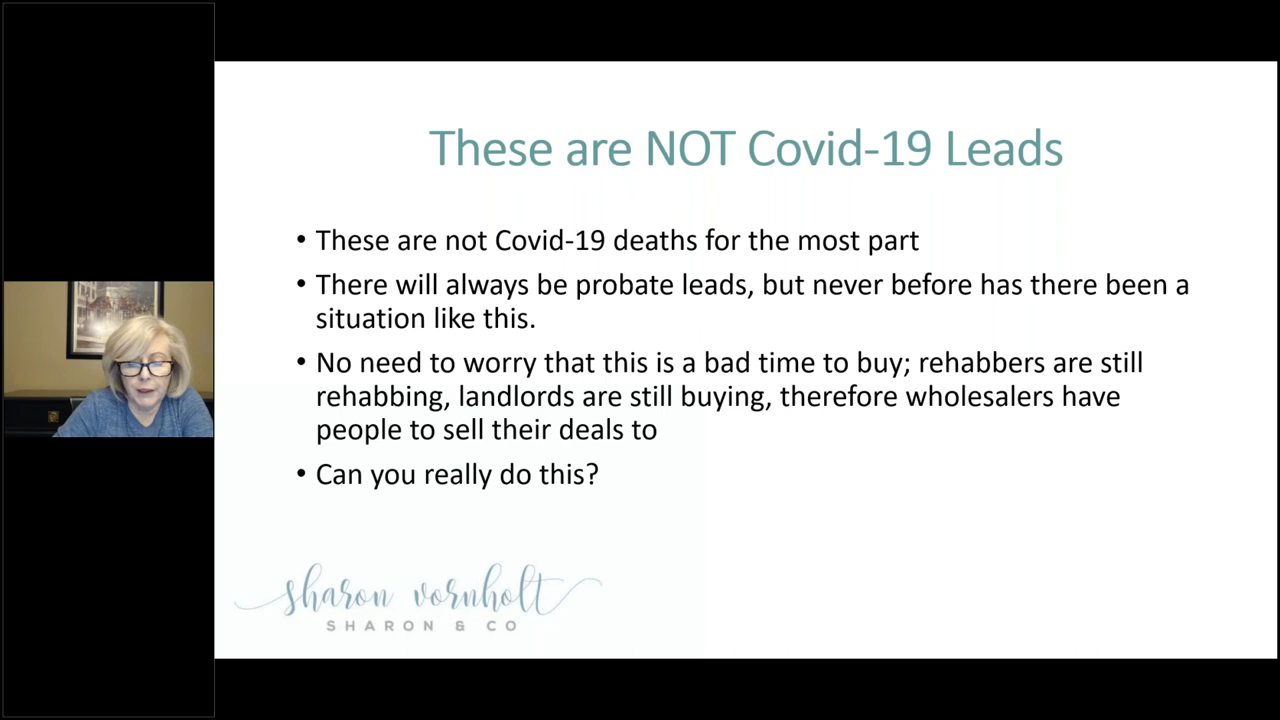 These are NOT Covid-19 Leads
• These are not Covid-19 deaths for the most part
• There will always be probate leads, but never before has there been a
situation like this.
• No need to worry that this is a bad time to buy; rehabbers are still
rehabbing, landlords are still buying, therefore wholesalers have
people to sell their deals to
• Can you really do this?
sharon vornholt
SHARON & CO